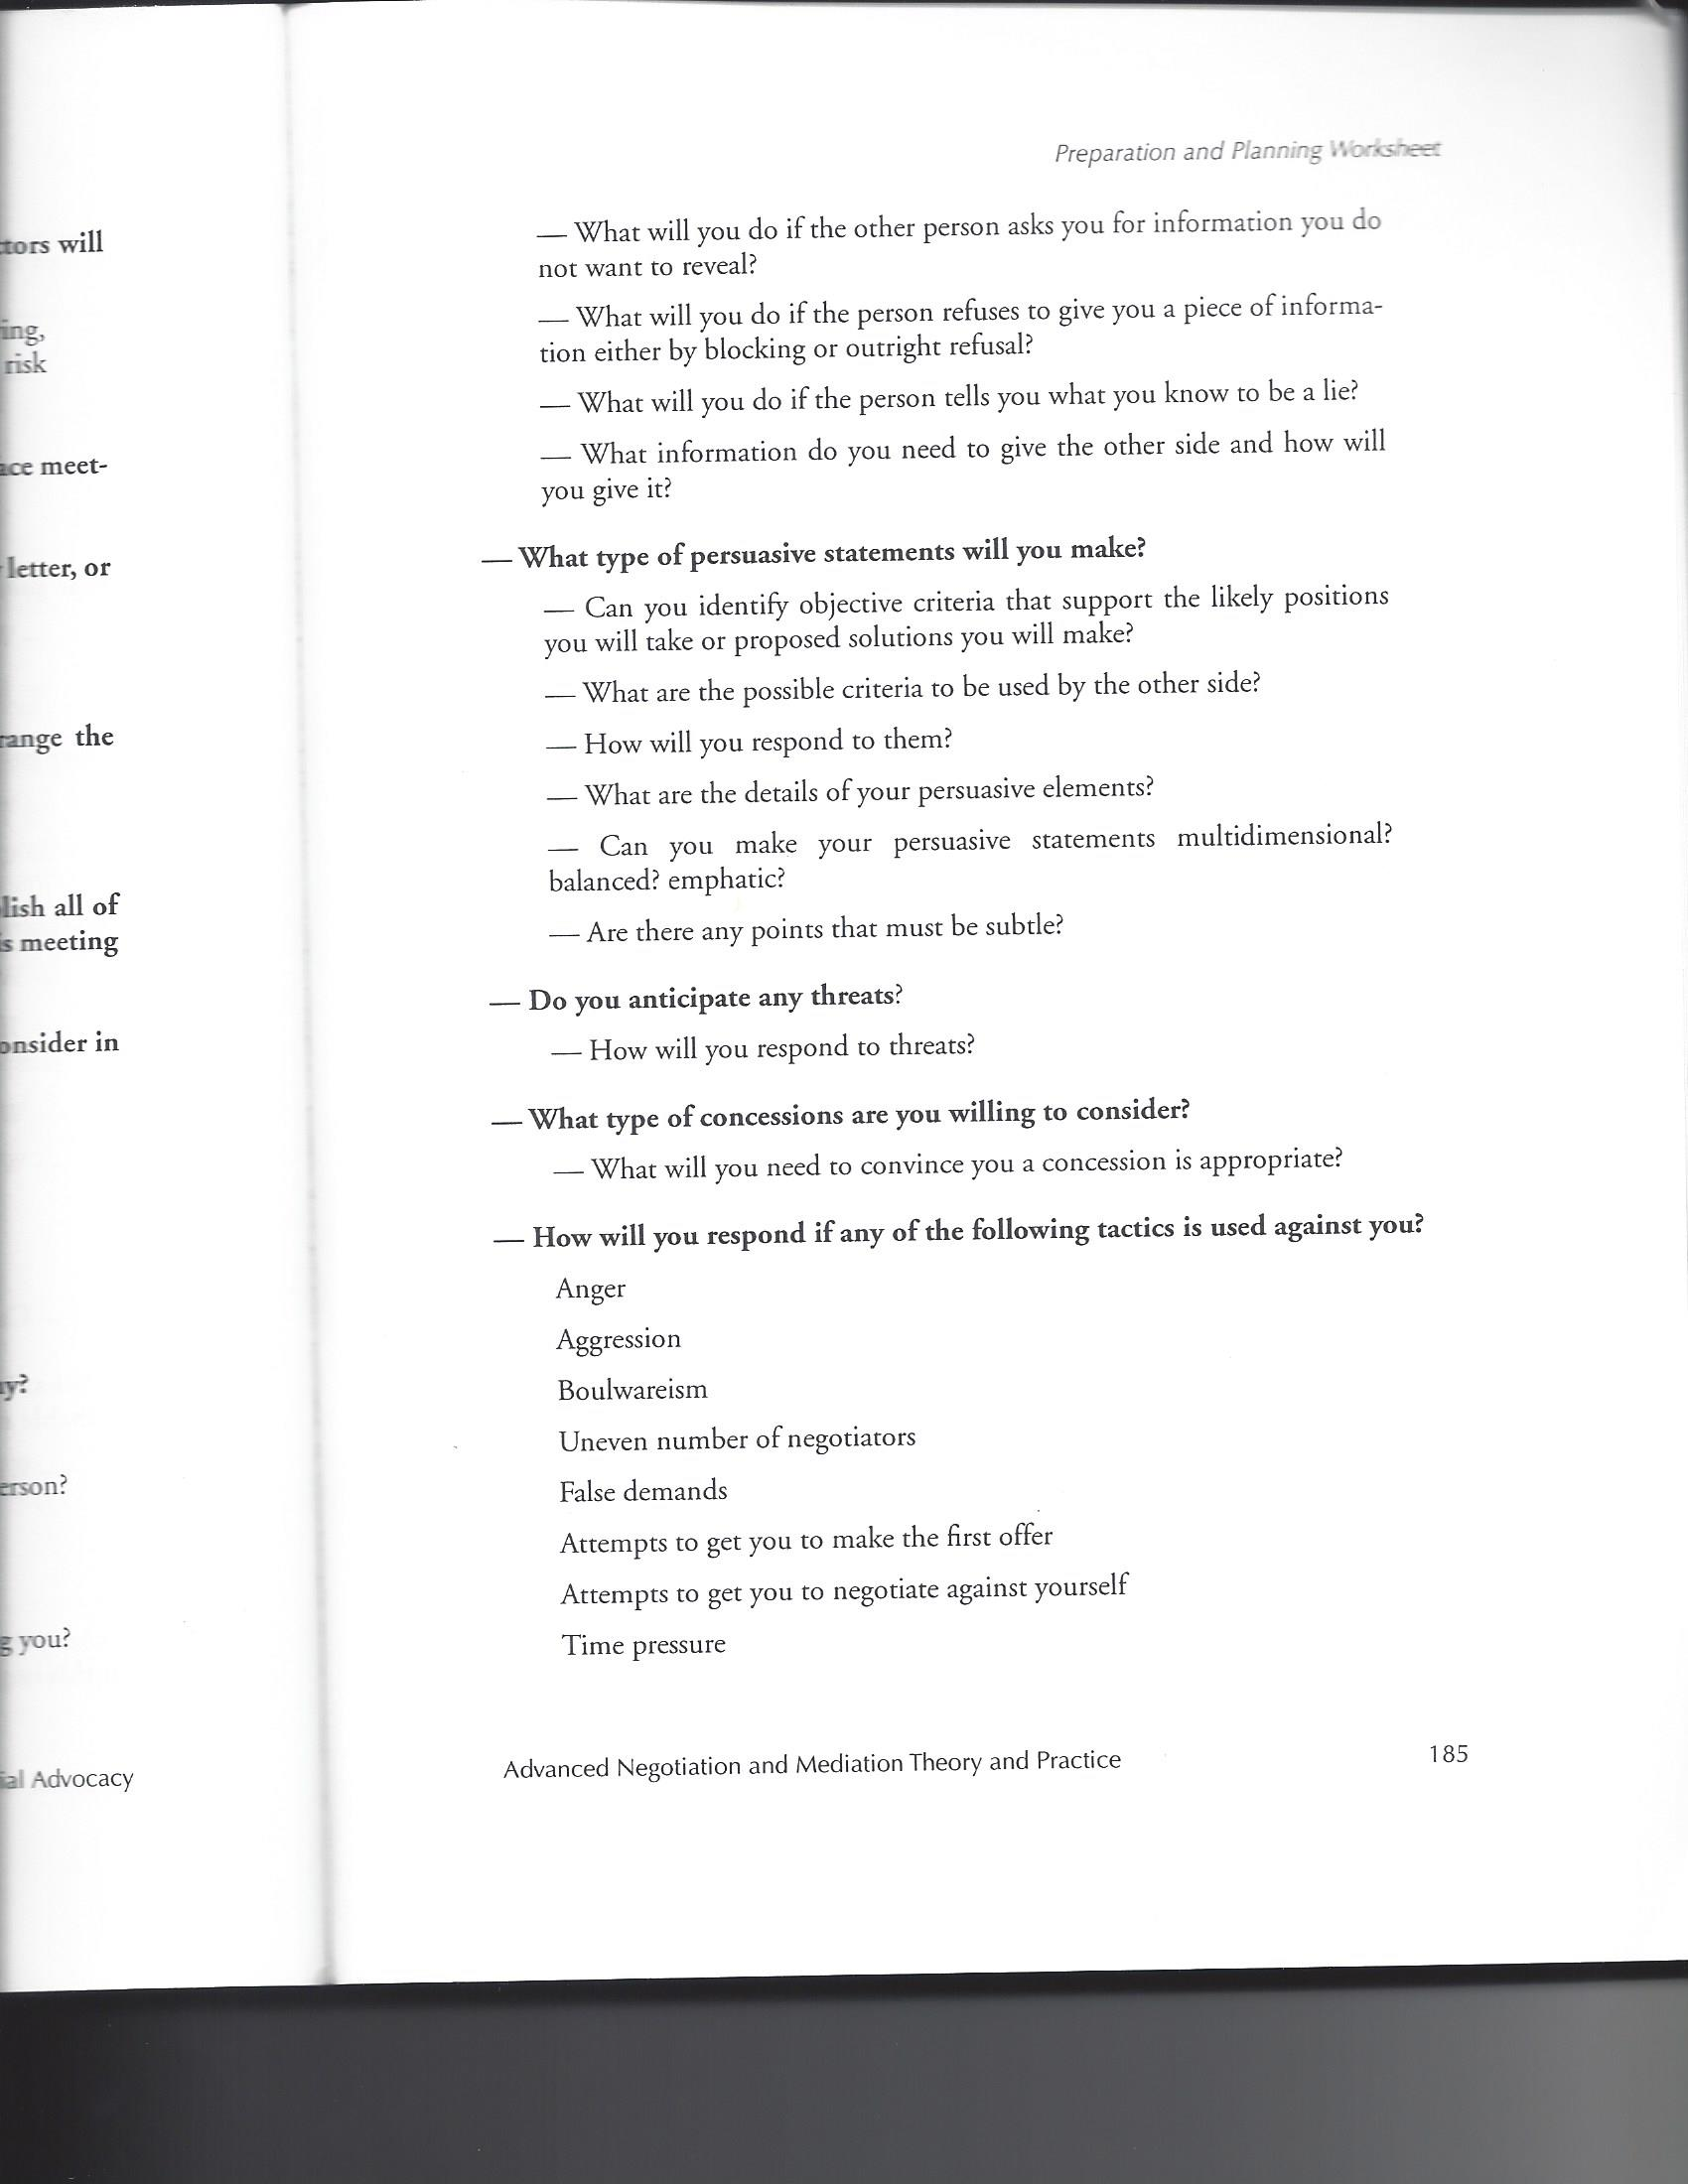 tors will
ing,
risk
ace meet-
letter, or
range the
lish all of
s meeting
onsider in
y?
erson?
g you?
ial Advocacy
Preparation and Planning Worksheet
— What will you do if the other person asks you for information you do
not want to reveal?
— What will you do if the person refuses to give you a piece of informa-
tion either by blocking or outright refusal?
— What will you do if the person tells you what you know to be a lie?
— What information do you need to give the other side and how will
you give it?
— What type of persuasive statements will you make?
— Can you identify objective criteria that support the likely positions
you will take or proposed solutions you will make?
— What are the possible criteria to be used by the other side?
— How will you respond to them?
— What are the details of your persuasive elements?
— Can you make your persuasive statements multidimensional?
balanced? emphatic?
— Are there any points that must be subtle?
— Do you anticipate any threats?
— How will you respond to threats?
— What type of concessions are you willing to consider?
— What will you need to convince you a concession is appropriate?
— How will you respond if any of the following tactics is used against you?
Anger
Aggression
Boulwareism
Uneven number of negotiators
False demands
Attempts to get you to make the first offer
Attempts to get you to negotiate against yourself
Time pressure
Advanced Negotiation and Mediation Theory and Practice 185